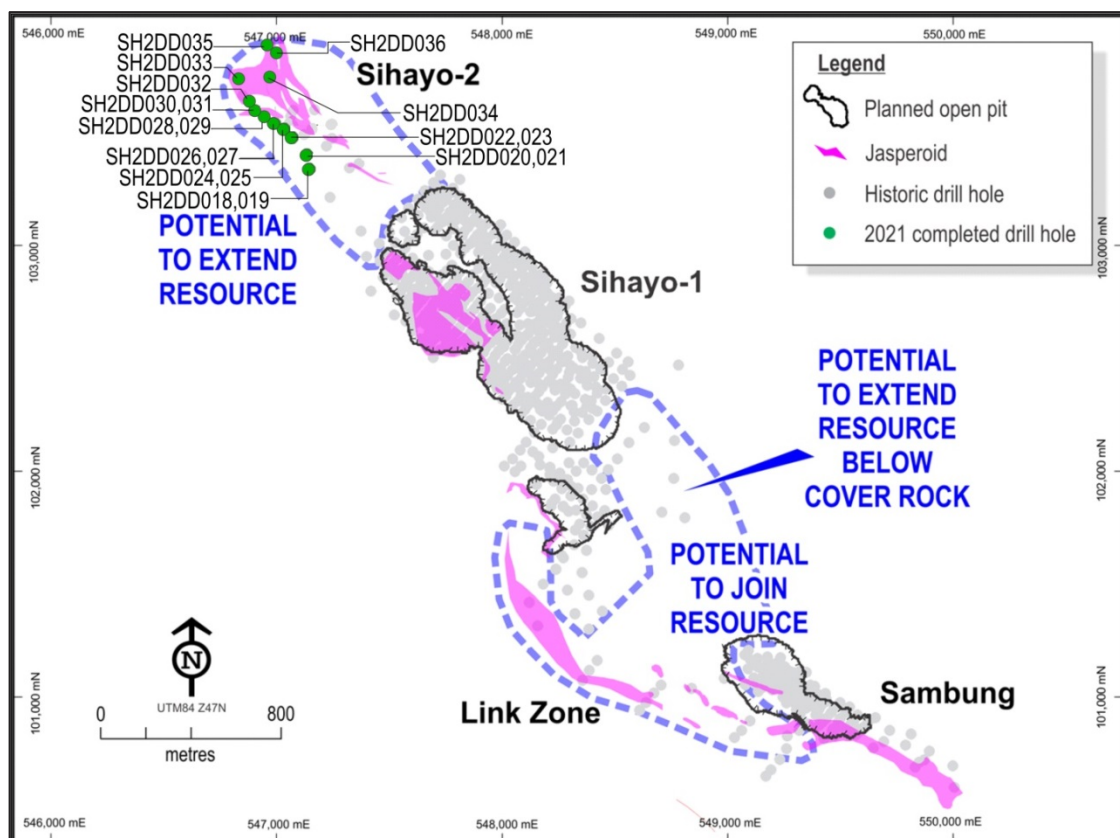 546,000 mE
547,000 mE
548,000 mE
549,000 mE
550,000 mE
SH2DD035
SH2DD036
SH2DD033
SH2DD032
SH2DD030,031
SH2DD028,029
SH2DD026,027
SH2DD024,025
SH2DD018,019
SH2DD034
SH2DD022,023
SH2DD020,021
Sihayo-2
Legend
Planned open pit
Jasperoid
Historic drill hole
2021 completed drill hole
POTENTIAL
TO EXTEND
RESOURCE
Sihayo-1
103,000 mN
103,000 mN
POTENTIAL
TO EXTEND
RESOURCE
BELOW
COVER ROCK
102,000 mN
102,000 mN
POTENTIAL
TO JOIN
RESOURCE
N
UTM84 Z47N
0
800
metres
Link Zone
Sambung
101,000 mN
101,000 mN
546,000 mE
547,000 mE
548,000 mE
549,000 mE
550,000 mE